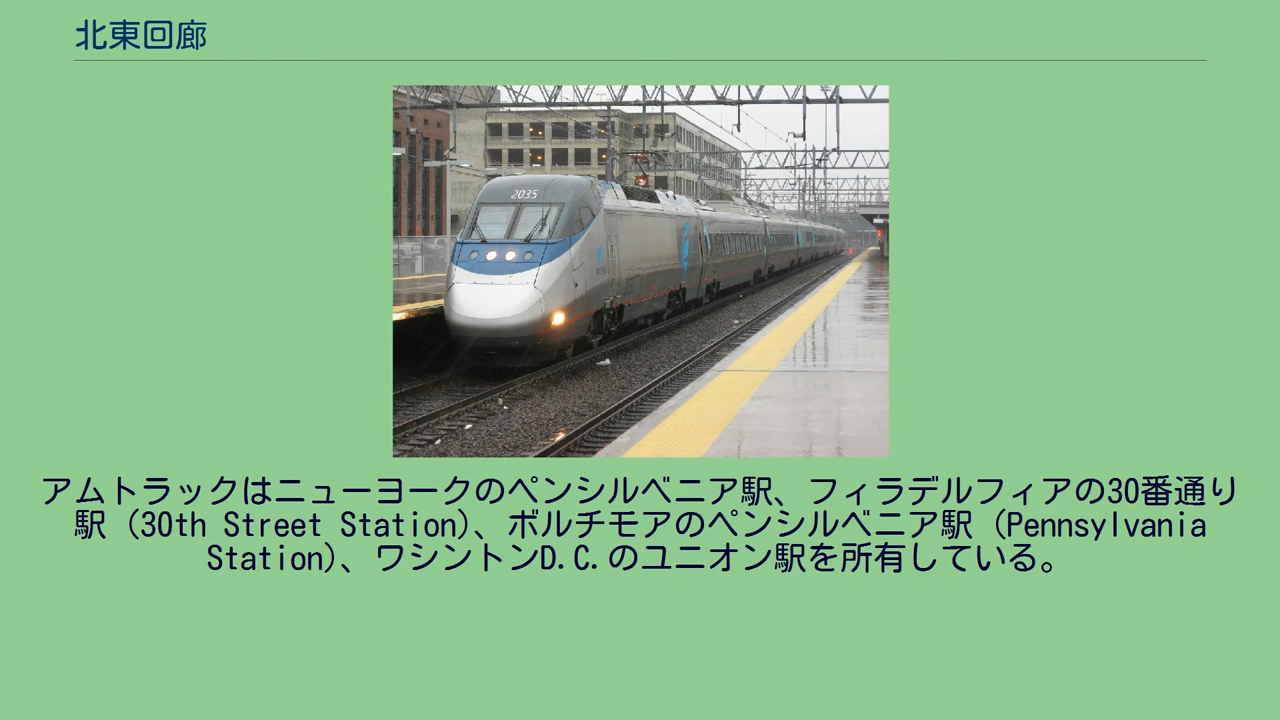 北東回廊
2035
アムトラックはニューヨークのペンシルベニア駅、フィラデルフィアの30番通り
駅（30th Street Station)、ボルチモアのペンシルベニア駅（Pennsylvania
Station)、ワシントンD.C.のユニオン駅を所有している。